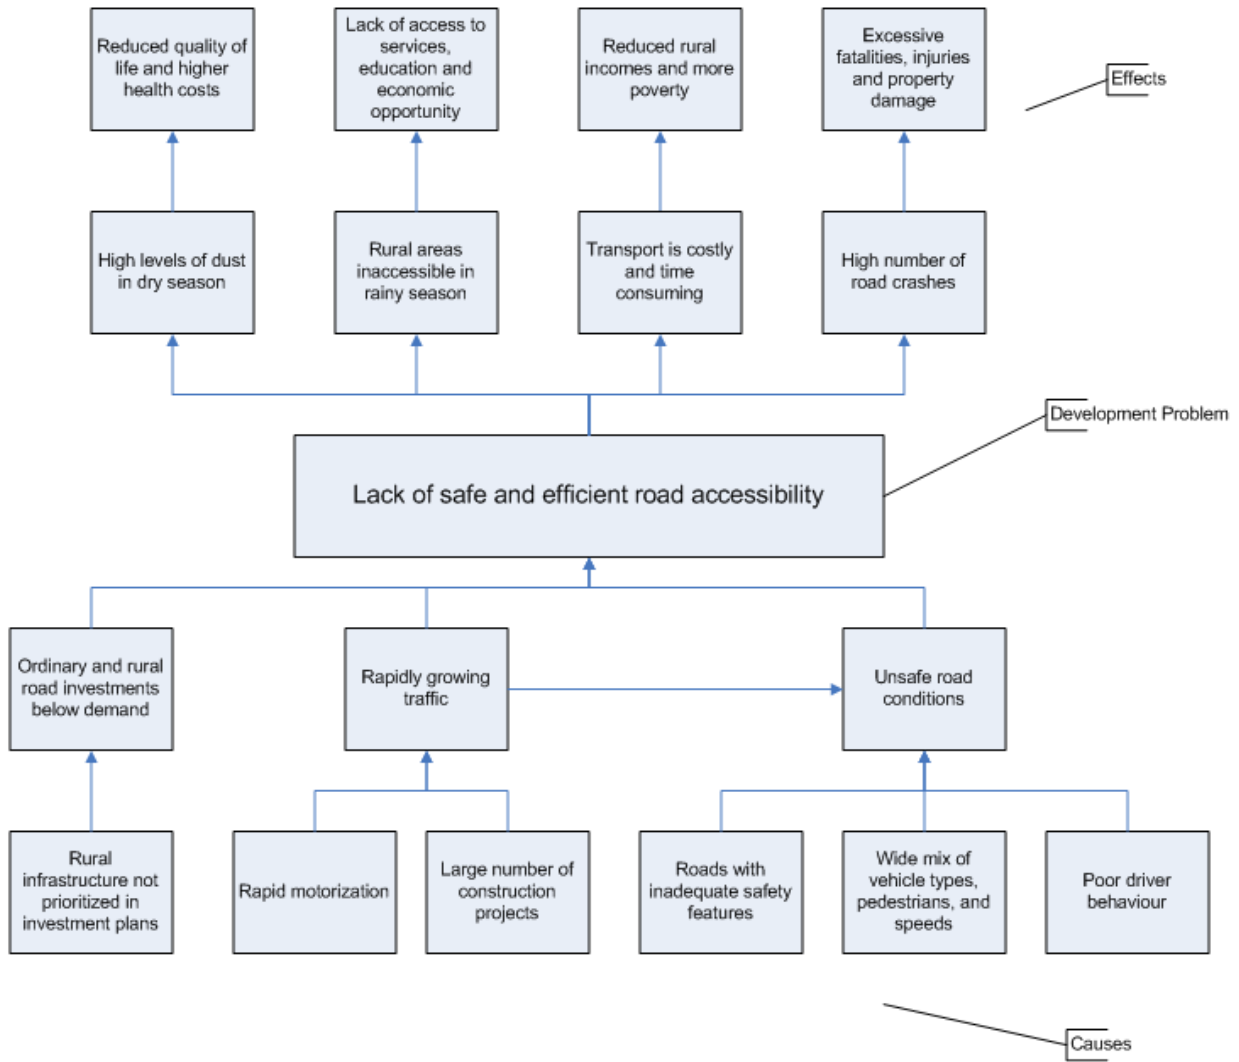 Reduced quality of
life and higher
health costs
Lack of access to
services,
education and
economic
opportunity
Reduced rural
incomes and more
poverty
Excessive
fatalities, injuries
and property
damage
Effects
High levels of dust
in dry season
Rural areas
inaccessible in
rainy season
Transport is costly
and time
consuming
High number of
road crashes
Development Problem
Lack of safe and efficient road accessibility
Ordinary and rural
road investments
below demand
Rapidly growing
traffic
Unsafe road
conditions
Rural
infrastructure not
prioritized in
investment plans
Rapid motorization
Large number of
construction
projects
Roads with
inadequate safety
features
Wide mix of
vehicle types,
pedestrians, and
speeds
Poor driver
behaviour
Causes